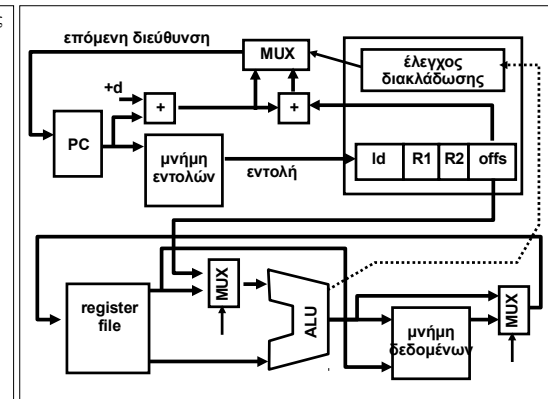 ς
επόμενη διεύθυνση
MUX
έλεγχος
διακλάδωσης
+d
+
+
PC
μνήμη
εντολών
εντολή
ld
R1
R2
offs
register
file
MUX
ALU
μνήμη
δεδομένων
MUX